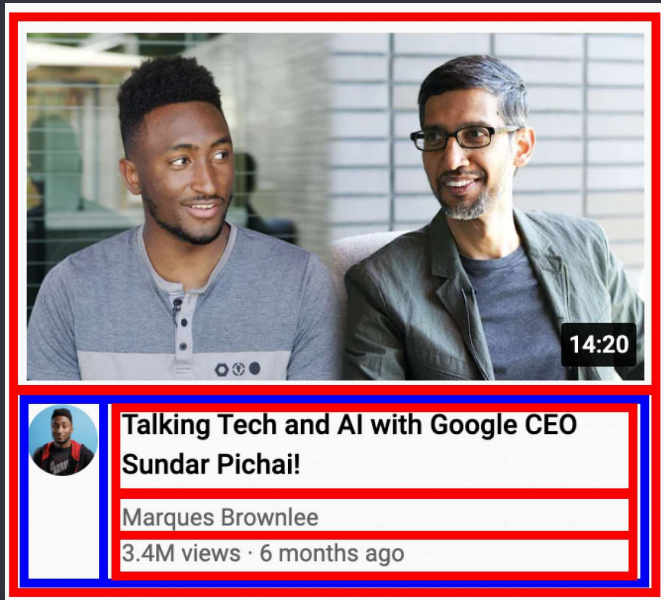 14:20
Talking Tech and AI with Google CEO
Sundar Pichai!
Marques Brownlee
3.4M views · 6 months ago